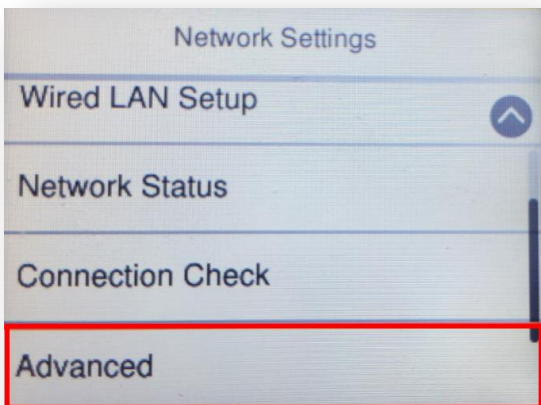 Network Settings
Wired LAN Setup
Network Status
Connection Check
Advanced